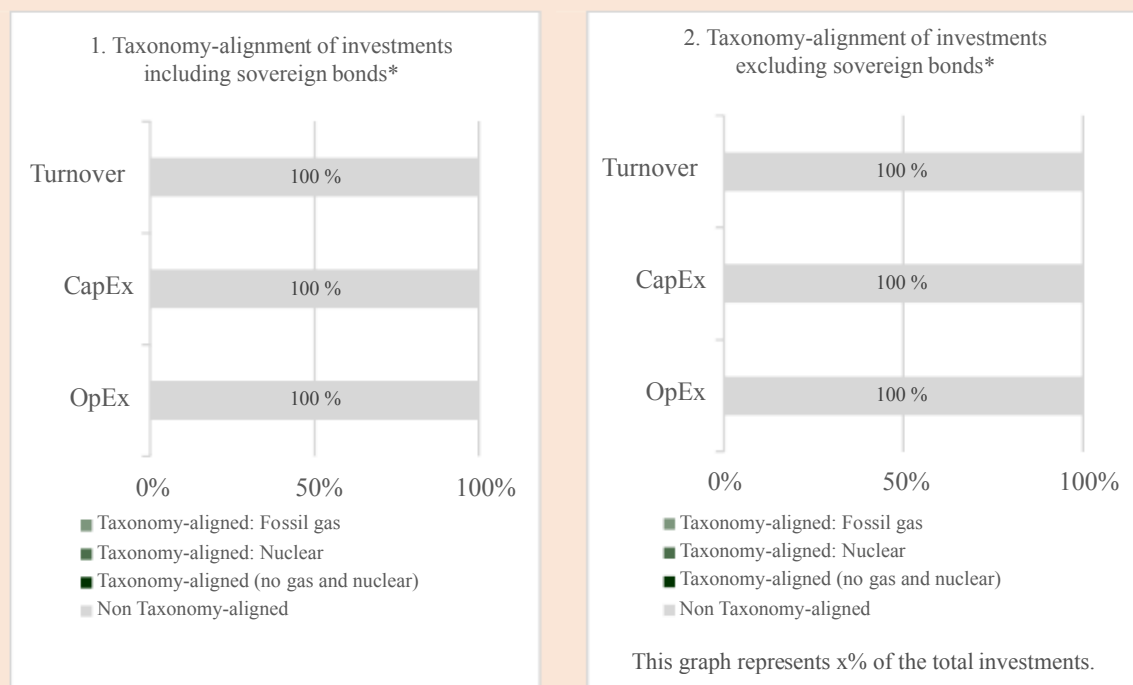 1. Taxonomy-alignment of investments
including sovereign bonds*
Turnover
100 %
CapEx
100 %
OpEx
100 %
0%
50%
100%
Taxonomy-aligned: Fossil gas
Taxonomy-aligned: Nuclear
Taxonomy-aligned (no gas and nuclear)
Non Taxonomy-aligned
2. Taxonomy-alignment of investments
excluding sovereign bonds*
Turnover
100 %
CapEx
100 %
OpEx
100 %
0%
50%
100%
Taxonomy-aligned: Fossil gas
Taxonomy-aligned: Nuclear
Taxonomy-aligned (no gas and nuclear)
Non Taxonomy-aligned
This graph represents x% of the total investments.